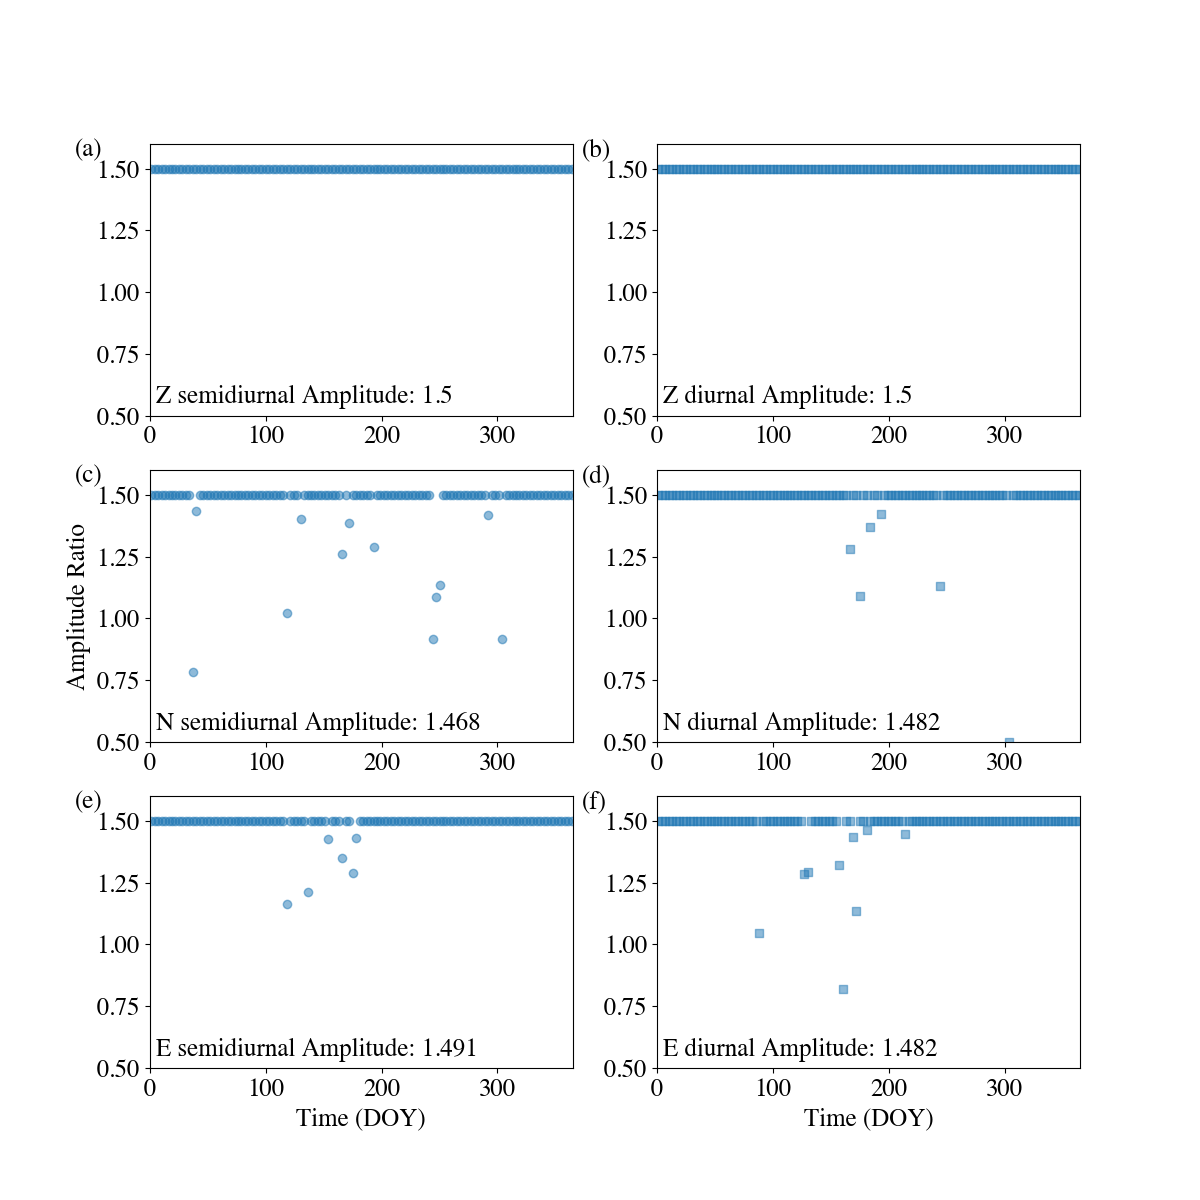 (a)
1.50
1.25
1.00
0.75
0.50
Z semidiurnal Amplitude: 1.5
0 100 200 300
(b)
1.50
1.25
1.00
0.75
0.50
Z diurnal Amplitude: 1.5
0 100 200 300
Amplitude Ratio
(c)
1.50
1.25
1.00
0.75
0.50
N semidiurnal Amplitude: 1.468
0 100 200 300
(d)
1.50
1.25
1.00
0.75
0.50
N diurnal Amplitude: 1.482
0 100 200 300
(e)
1.50
1.25
1.00
0.75
0.50
E semidiurnal Amplitude: 1.491
0 100 200 300
Time (DOY)
(f)
1.50
1.25
1.00
0.75
0.50
E diurnal Amplitude: 1.482
0 100 200 300
Time (DOY)